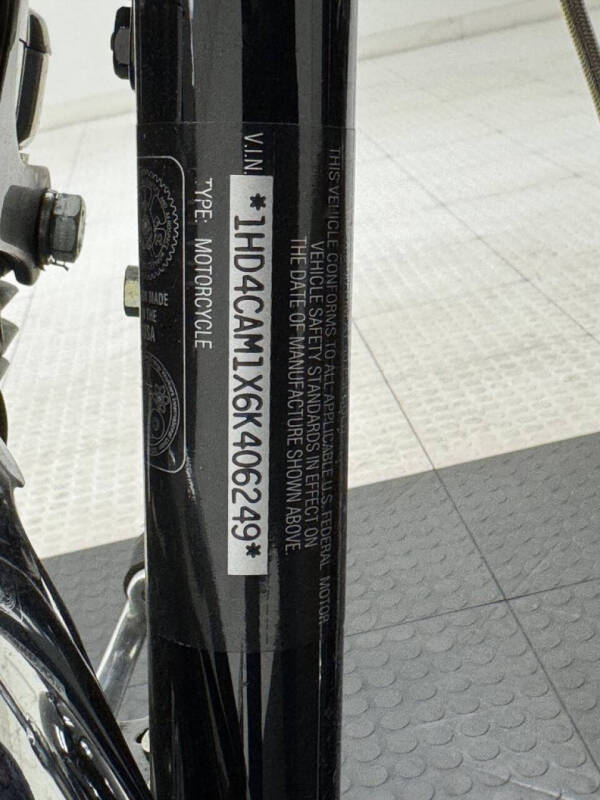 THIS VEHICLE CONFORMS TO ALL APPLICABLE U.S. FEDERAL MOTOR
VEHICLE SAFETY STANDARDS IN EFFECT ON
THE DATE OF MANUFACTURE SHOWN ABOVE.
V.I.N. *1HD4CAM1X6K406249*
TYPE: MOTORCYCLE
MADE
THE